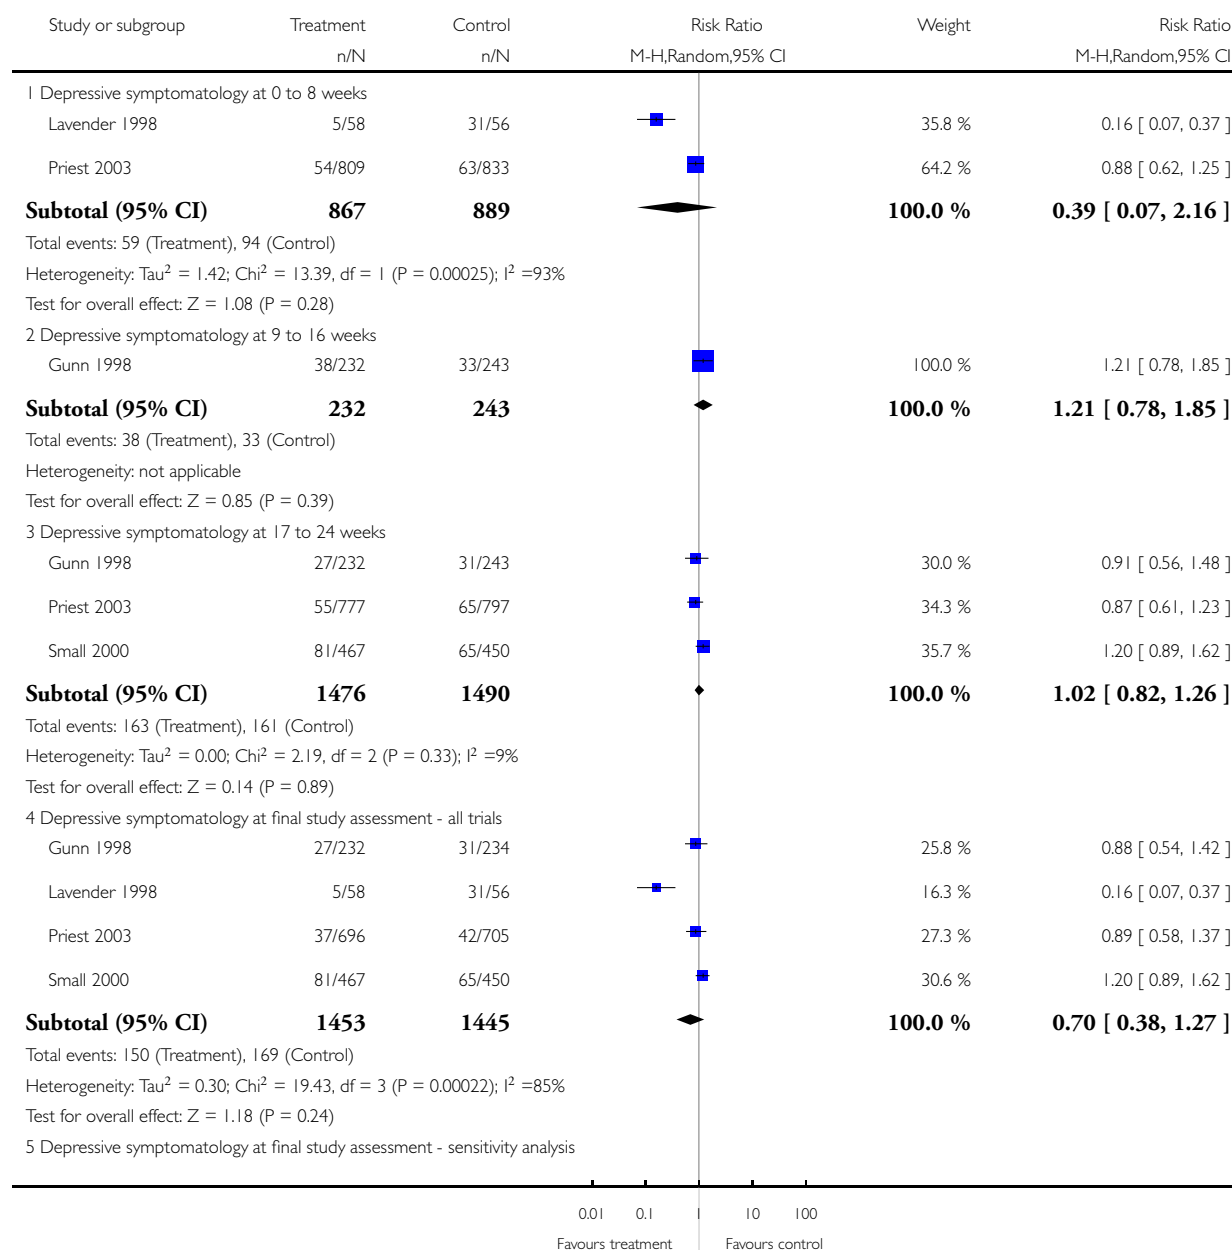 Study or subgroup Treatment Control Risk Ratio Weight Risk Ratio
n/N n/N M-H,Random,95% CI M-H,Random,95% CI
1 Depressive symptomatology at 0 to 8 weeks
Lavender 1998 5/58 31/56 35.8 % 0.16 [ 0.07, 0.37 ]
Priest 2003 54/809 63/833 64.2 % 0.88 [ 0.62, 1.25 ]
Subtotal (95% CI) 867 889 100.0 % 0.39 [ 0.07, 2.16 ]
Total events: 59 (Treatment), 94 (Control)
Heterogeneity: Tau² = 1.42; Chi² = 13.39, df = 1 (P = 0.00025); I² =93%
Test for overall effect: Z = 1.08 (P = 0.28)
2 Depressive symptomatology at 9 to 16 weeks
Gunn 1998 38/232 33/243 100.0 % 1.21 [ 0.78, 1.85 ]
Subtotal (95% CI) 232 243 100.0 % 1.21 [ 0.78, 1.85 ]
Total events: 38 (Treatment), 33 (Control)
Heterogeneity: not applicable
Test for overall effect: Z = 0.85 (P = 0.39)
3 Depressive symptomatology at 17 to 24 weeks
Gunn 1998 27/232 31/243 30.0 % 0.91 [ 0.56, 1.48 ]
Priest 2003 55/777 65/797 34.3 % 0.87 [ 0.61, 1.23 ]
Small 2000 81/467 65/450 35.7 % 1.20 [ 0.89, 1.62 ]
Subtotal (95% CI) 1476 1490 100.0 % 1.02 [ 0.82, 1.26 ]
Total events: 163 (Treatment), 161 (Control)
Heterogeneity: Tau² = 0.00; Chi² = 2.19, df = 2 (P = 0.33); I² =9%
Test for overall effect: Z = 0.14 (P = 0.89)
4 Depressive symptomatology at final study assessment - all trials
Gunn 1998 27/232 31/234 25.8 % 0.88 [ 0.54, 1.42 ]
Lavender 1998 5/58 31/56 16.3 % 0.16 [ 0.07, 0.37 ]
Priest 2003 37/696 42/705 27.3 % 0.89 [ 0.58, 1.37 ]
Small 2000 81/467 65/450 30.6 % 1.20 [ 0.89, 1.62 ]
Subtotal (95% CI) 1453 1445 100.0 % 0.70 [ 0.38, 1.27 ]
Total events: 150 (Treatment), 169 (Control)
Heterogeneity: Tau² = 0.30; Chi² = 19.43, df = 3 (P = 0.00022); I² =85%
Test for overall effect: Z = 1.18 (P = 0.24)
5 Depressive symptomatology at final study assessment - sensitivity analysis
0.01 0.1 1 10 100
Favours treatment Favours control